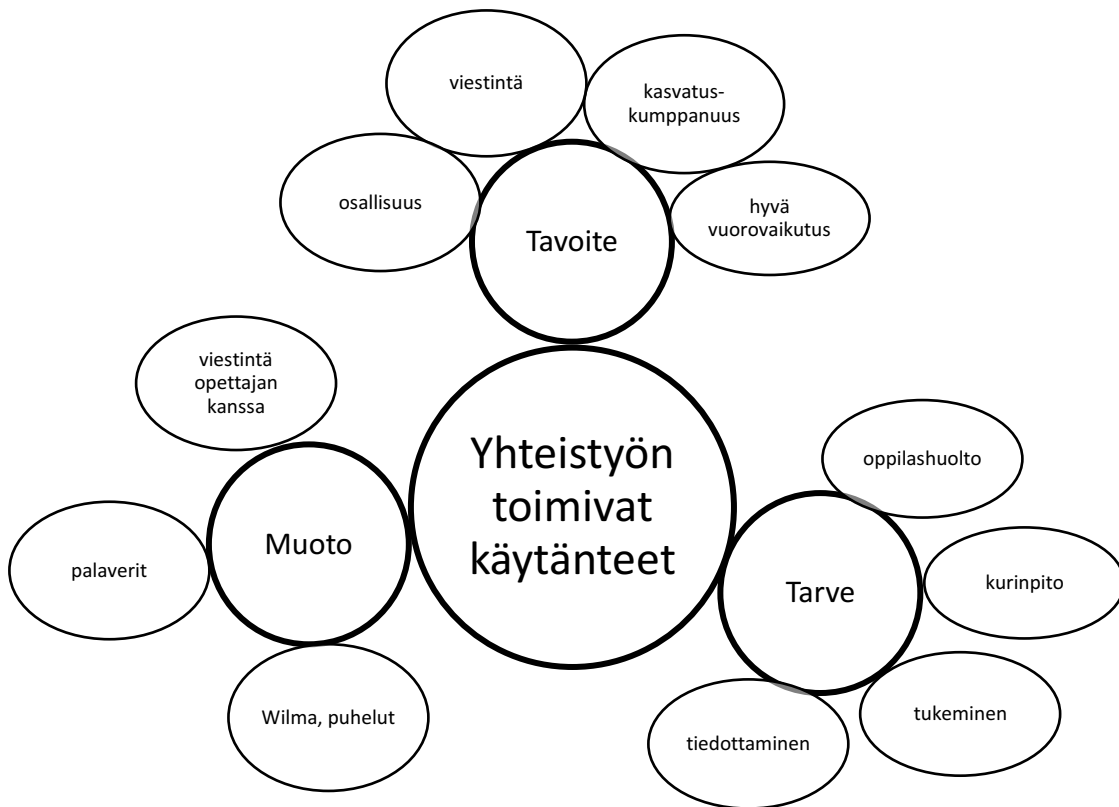 viestintä
kasvatus-
kumppanuus
osallisuus
hyvä
vuorovaikutus
Tavoite
viestintä
opettajan
kanssa
palaverit
Muoto
Wilma, puhelut
Yhteistyön
toimivat
käytänteet
oppilashuolto
kurinpito
Tarve
tukeminen
tiedottaminen